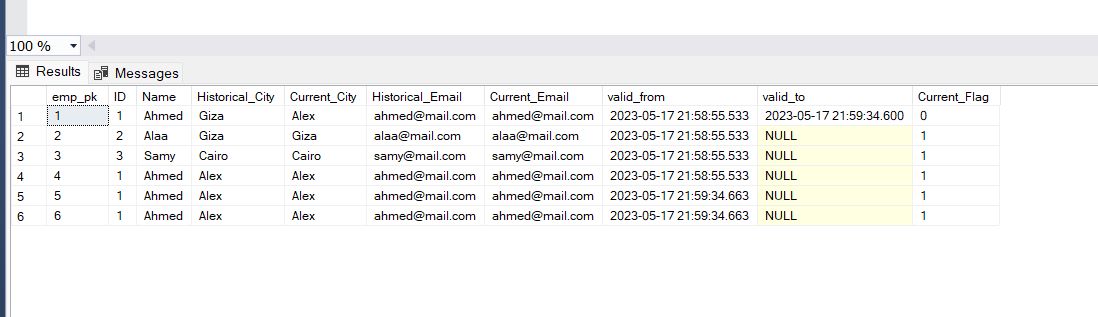 100 %
Results Messages
emp_pk ID Name Historical_City Current_City Historical_Email Current_Email valid_from valid_to Current_Flag
1 1 1 Ahmed Giza Alex ahmed@mail.com ahmed@mail.com 2023-05-17 21:58:55.533 2023-05-17 21:59:34.600 0
2 2 2 Alaa Giza Giza alaa@mail.com alaa@mail.com 2023-05-17 21:58:55.533 NULL 1
3 3 3 Samy Cairo Cairo samy@mail.com samy@mail.com 2023-05-17 21:58:55.533 NULL 1
4 4 1 Ahmed Alex Alex ahmed@mail.com ahmed@mail.com 2023-05-17 21:58:55.533 NULL 1
5 5 1 Ahmed Alex Alex ahmed@mail.com ahmed@mail.com 2023-05-17 21:59:34.663 NULL 1
6 6 1 Ahmed Alex Alex ahmed@mail.com ahmed@mail.com 2023-05-17 21:59:34.663 NULL 1